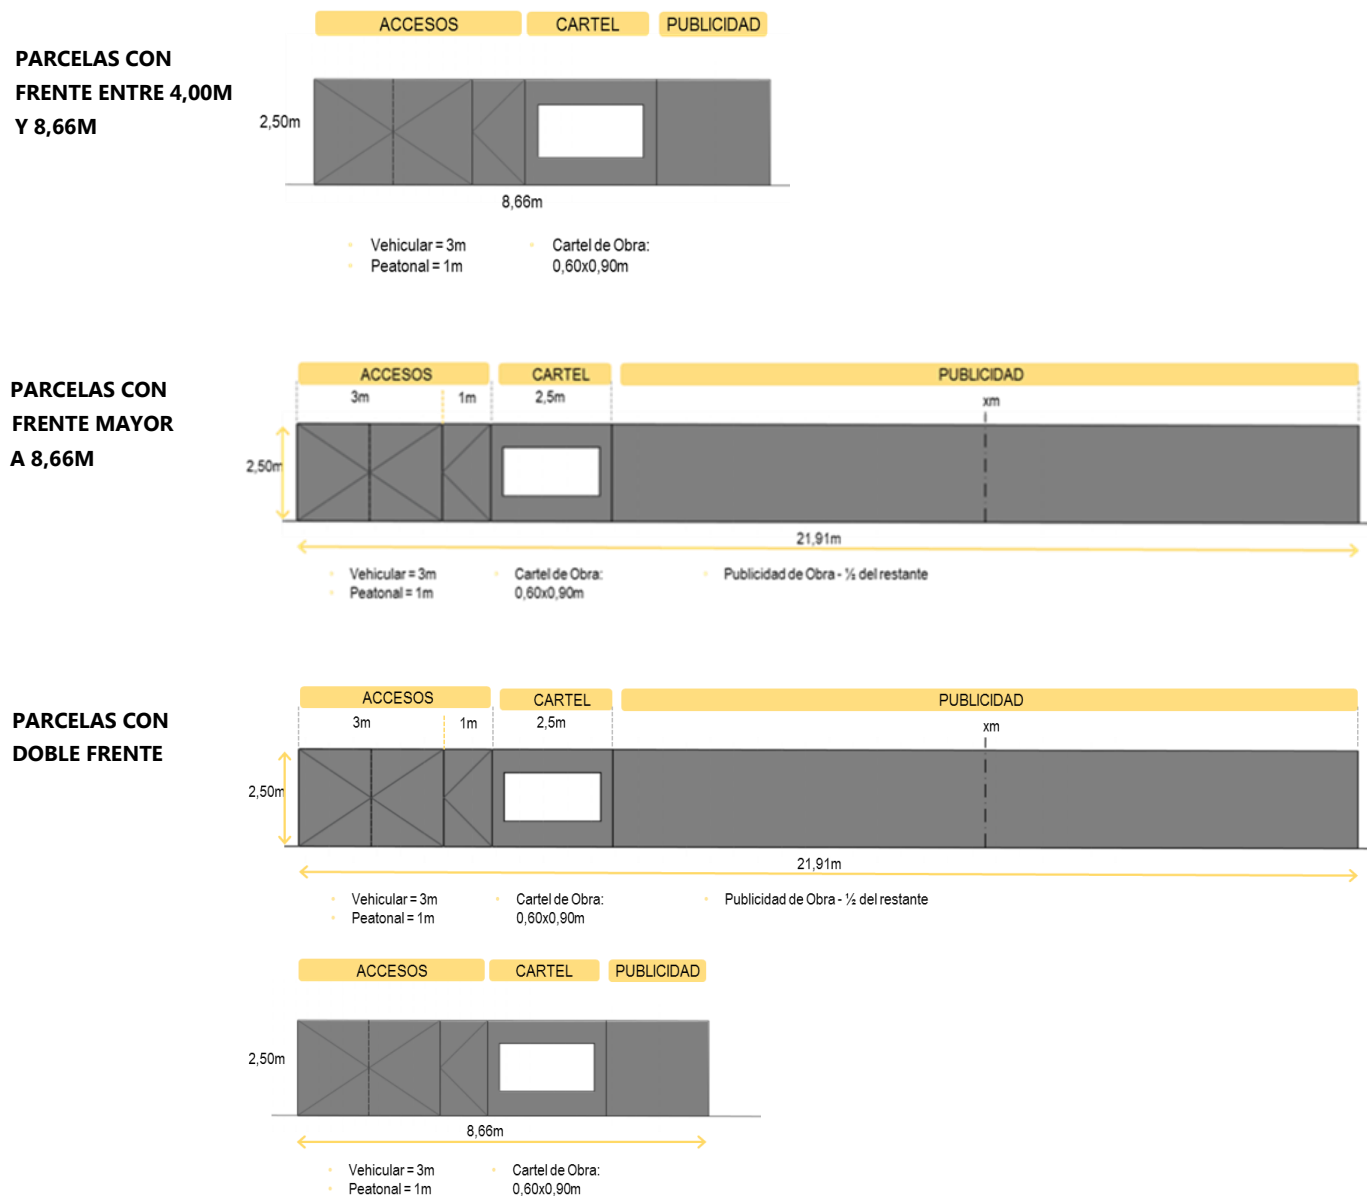 ACCESOS CARTEL PUBLICIDAD
PARCELAS CON
FRENTE ENTRE 4,00M
Y 8,66M
2,50m
8,66m
• Vehicular = 3m • Cartel de Obra:
• Peatonal = 1m 0,60x0,90m
ACCESOS CARTEL PUBLICIDAD
PARCELAS CON
FRENTE MAYOR
A 8,66M
3m 1m 2,5m xm
2,50m
21,91m
• Vehicular = 3m • Cartel de Obra: • Publicidad de Obra - ½ del restante
• Peatonal = 1m 0,60x0,90m
ACCESOS CARTEL PUBLICIDAD
PARCELAS CON
DOBLE FRENTE
3m 1m 2,5m xm
2,50m
21,91m
• Vehicular = 3m • Cartel de Obra: • Publicidad de Obra - ½ del restante
• Peatonal = 1m 0,60x0,90m
ACCESOS CARTEL PUBLICIDAD
2,50m
8,66m
• Vehicular = 3m • Cartel de Obra:
• Peatonal = 1m 0,60x0,90m